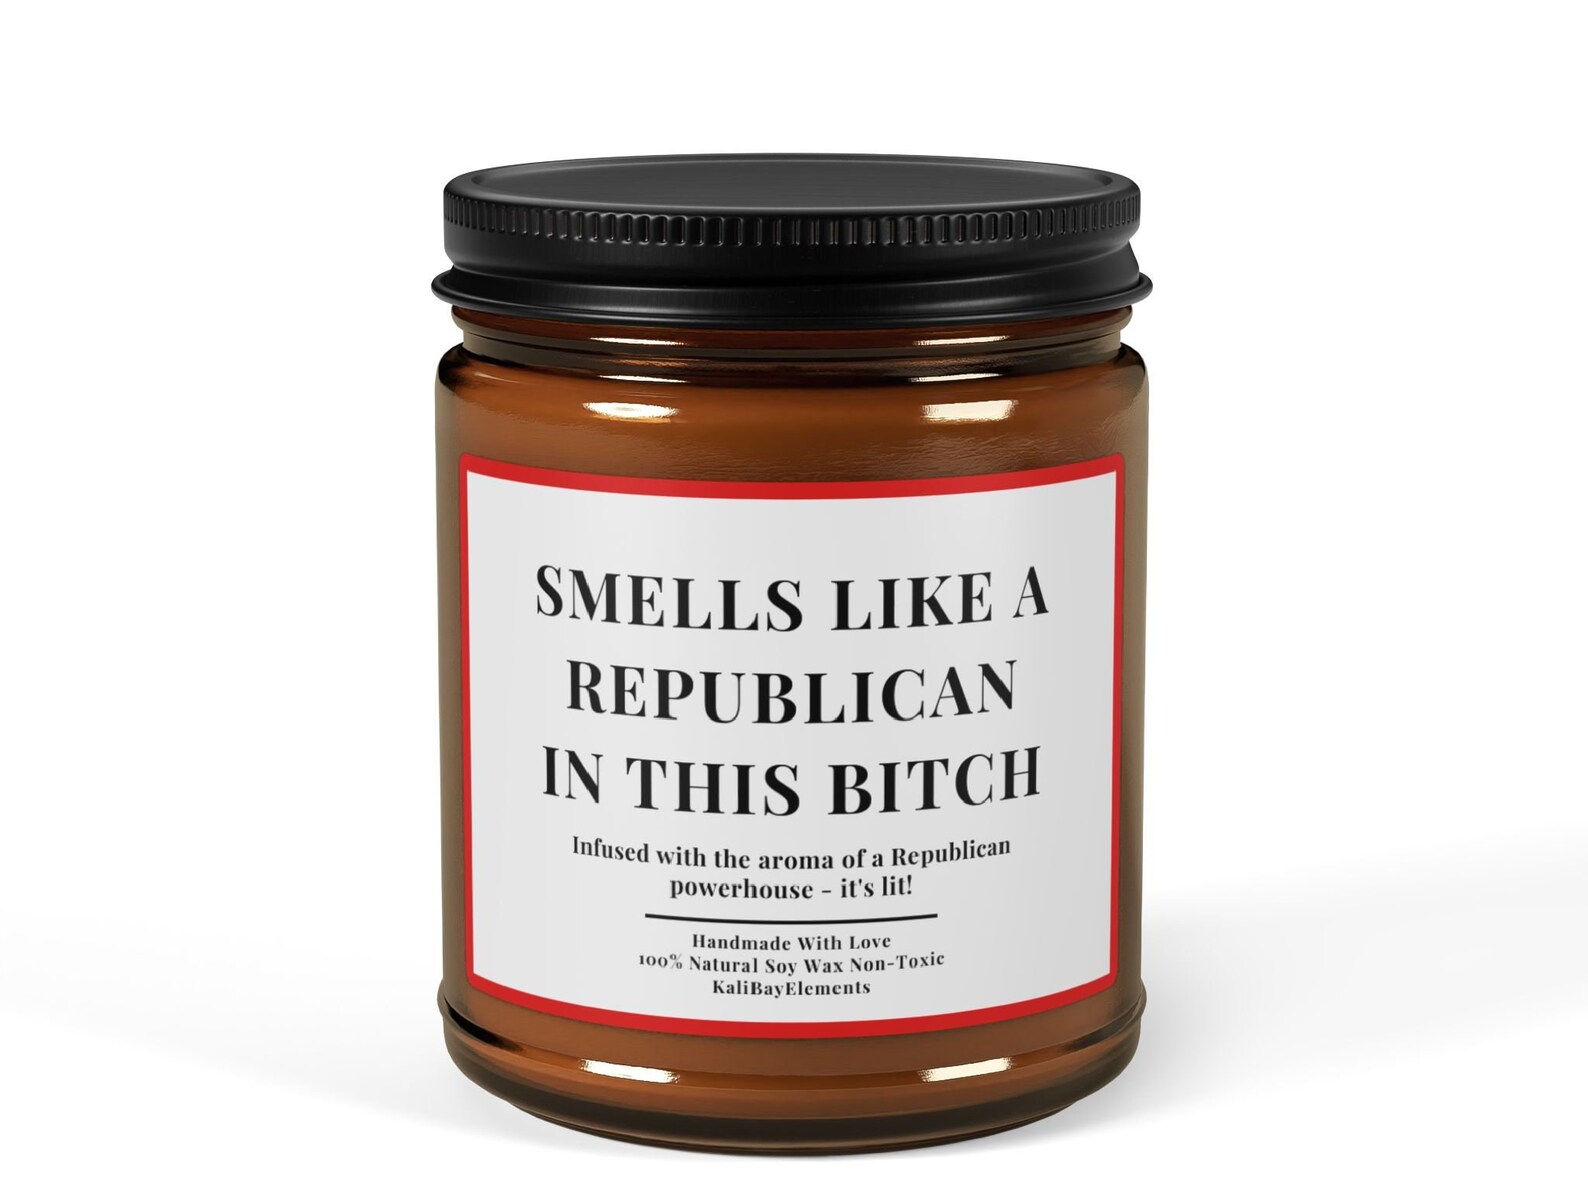 SMELLS LIKE A
REPUBLICAN
IN THIS BITCH
Infused with the aroma of a Republican
powerhouse - it's lit!
Handmade With Love
100% Natural Soy Wax Non-Toxic
KaliBayElements